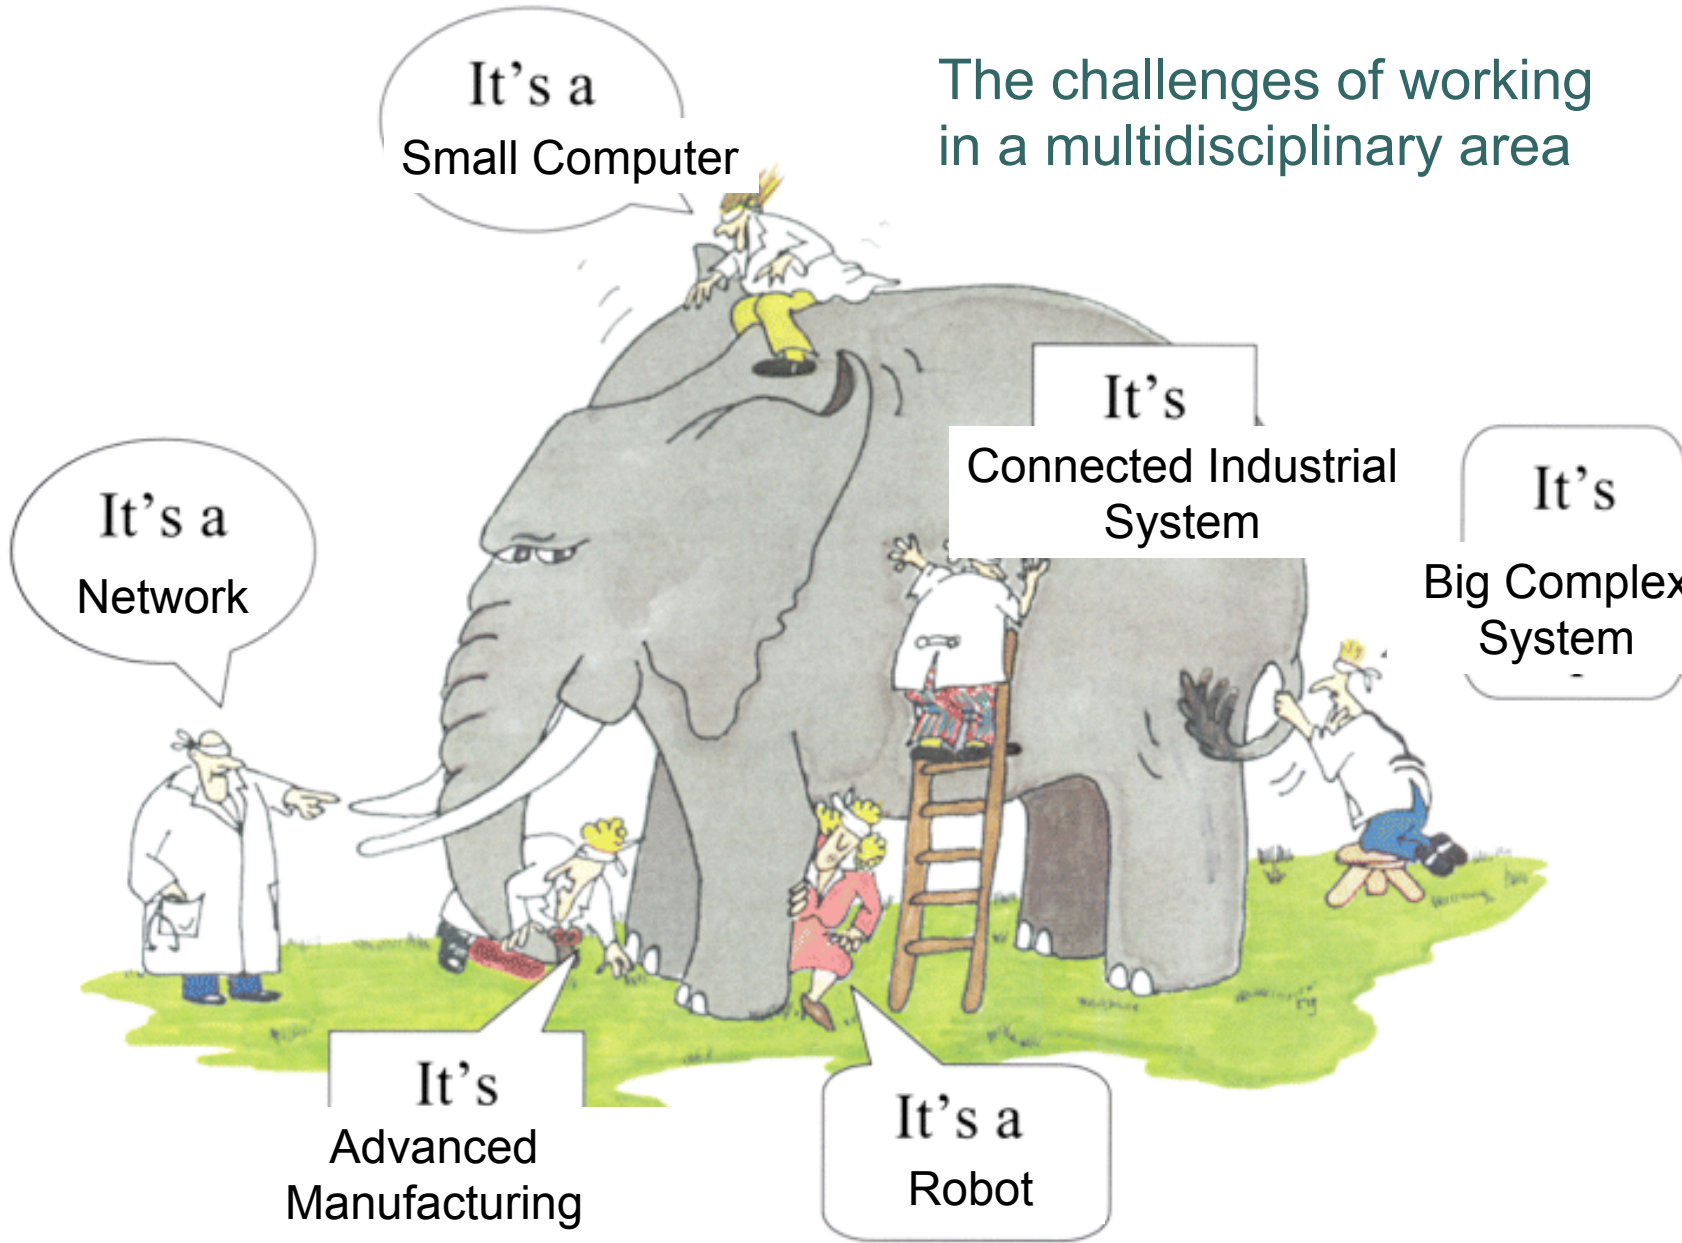 The challenges of working
in a multidisciplinary area
It's a
Small Computer
It's
Connected Industrial
System
It's
Big Complex
System
It's a
Network
It's
Advanced
Manufacturing
It's a
Robot